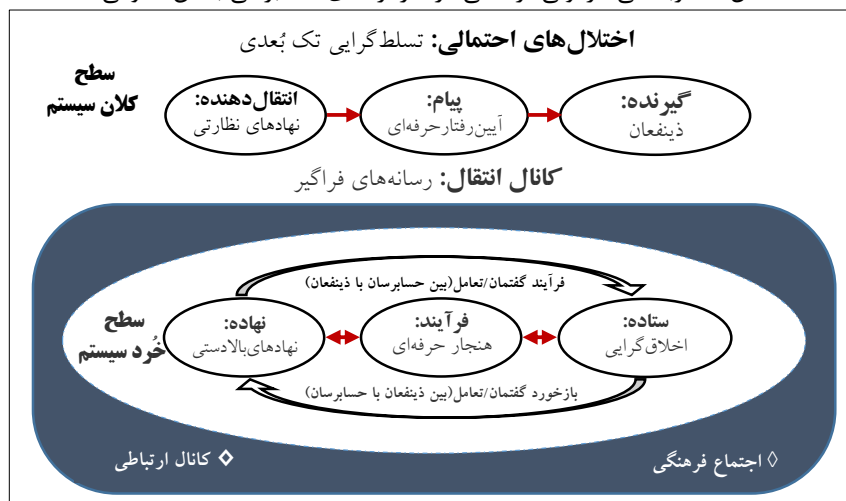 اختلال‌های احتمالی: تسلط‌گرایی تک بُعدی
سطح
کلان سیستم
گیرنده:
ذینفعان
پیام:
آیین‌رفتارحرفه‌ای
انتقال‌دهنده:
نهادهای نظارتی
کانال انتقال: رسانه‌های فراگیر
فرآیند گفتمان/تعامل(بین حسابرسان با ذینفعان)
سطح
خُرد سیستم
ستاده:
اخلاق‌گرایی
فرآیند:
هنجار حرفه‌ای
نهاده:
نهادهای‌بالادستی
بازخورد گفتمان/تعامل(بین ذینفعان با حسابرسان)
◊ اجتماع فرهنگی
◊ کانال ارتباطی